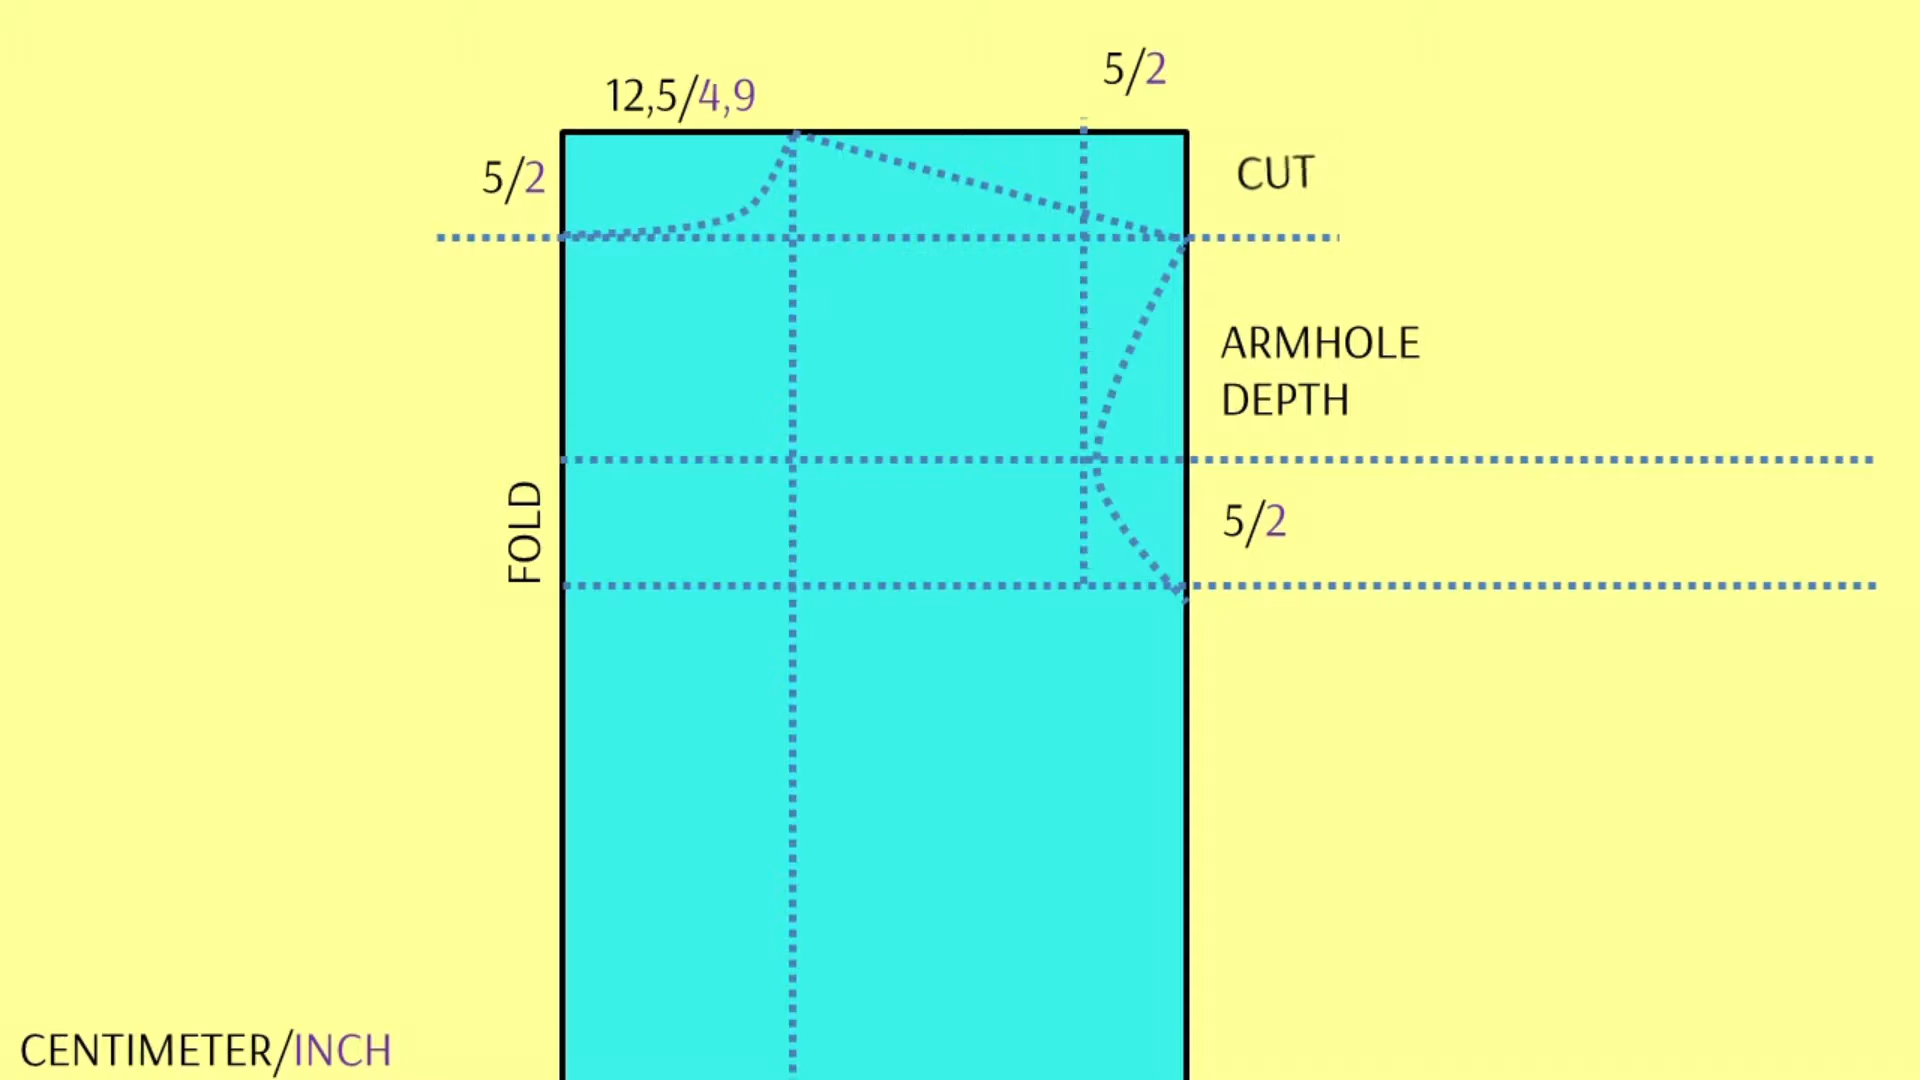 5/2
12,5/4,9
5/2
CUT
ARMHOLE
DEPTH
FOLD
5/2
CENTIMETER/INCH